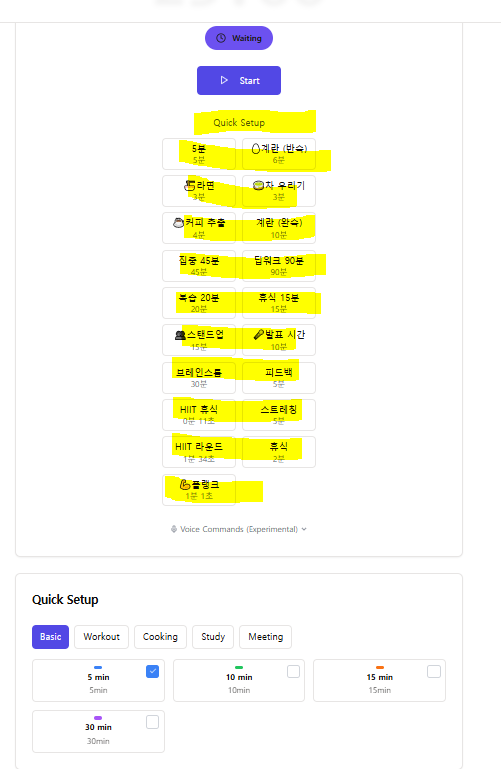 Waiting
Start
Quick Setup
5분
5분
계란 (반숙)
6분
라면
3분
차 우리기
3분
커피 추출
4분
계란 (완숙)
10분
집중 45분
45분
딥워크 90분
90분
복습 20분
20분
휴식 15분
15분
스탠드업
15분
발표 시간
10분
브레인스톰
30분
피드백
5분
HIIT 휴식
0분 11초
스트레칭
5분
HIIT 라운드
1분 34초
휴식
2분
플랭크
1분 1초
Voice Commands (Experimental)
Quick Setup
Basic
Workout
Cooking
Study
Meeting
5 min
5min
10 min
10min
15 min
15min
30 min
30min